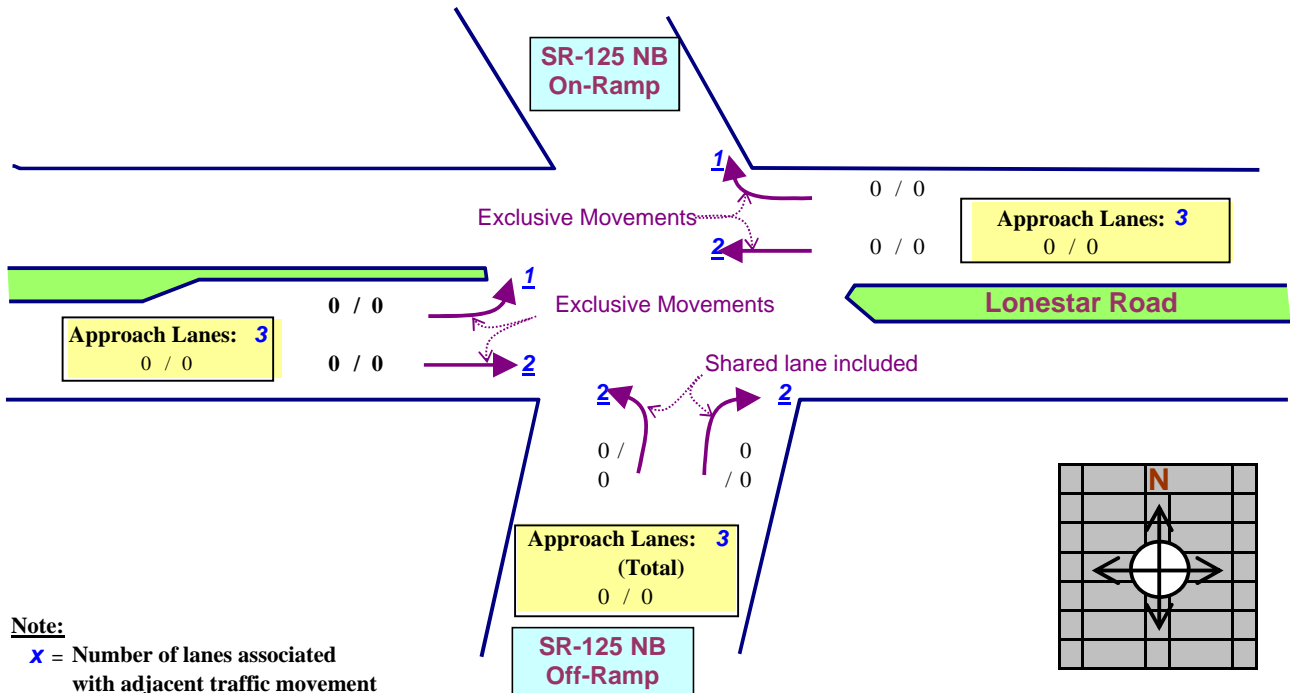 SR-125 NB
On-Ramp
1
0 / 0
Exclusive Movements
Approach Lanes: 3
2
0 / 0
0 / 0
1
0 / 0
Exclusive Movements
Lonestar Road
Approach Lanes: 3
0 / 0
0 / 0
2
Shared lane included
2
2
0 /
0
0
/ 0
Approach Lanes: 3
(Total)
0 / 0
N
Note:
x = Number of lanes associated
with adjacent traffic movement
SR-125 NB
Off-Ramp